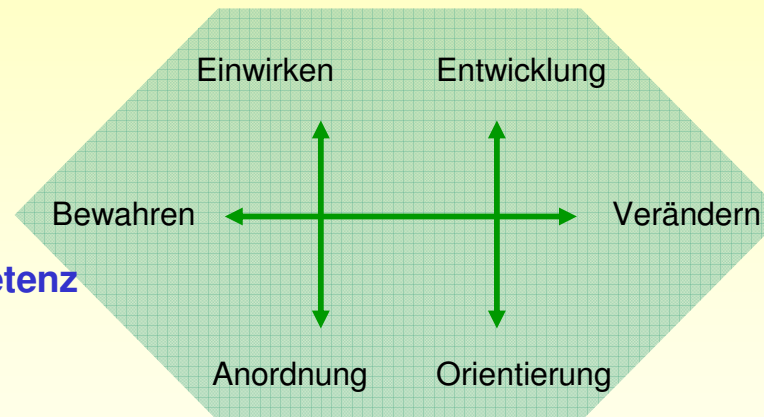 Einwirken Entwicklung
Bewahren Verändern
etenz
Anordnung Orientierung